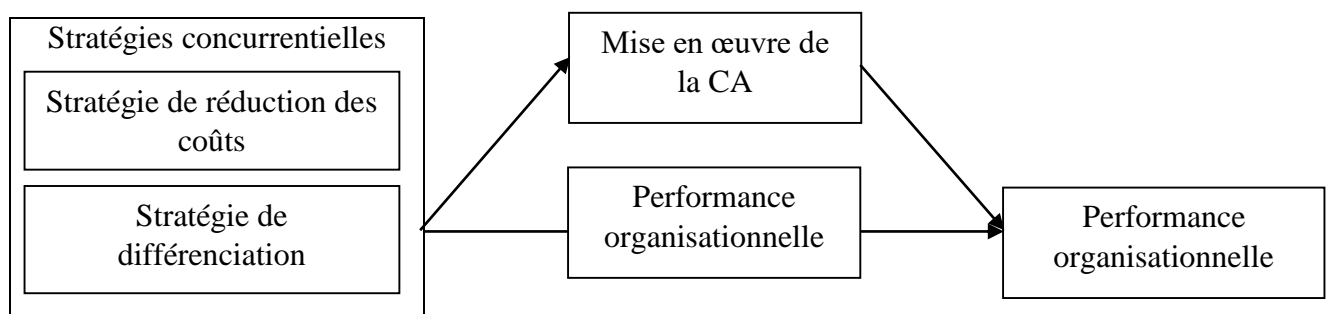 Stratégies concurrentielles
Stratégie de réduction des
coûts
Stratégie de
différenciation
Mise en œuvre de
la CA
Performance
organisationnelle
Performance
organisationnelle